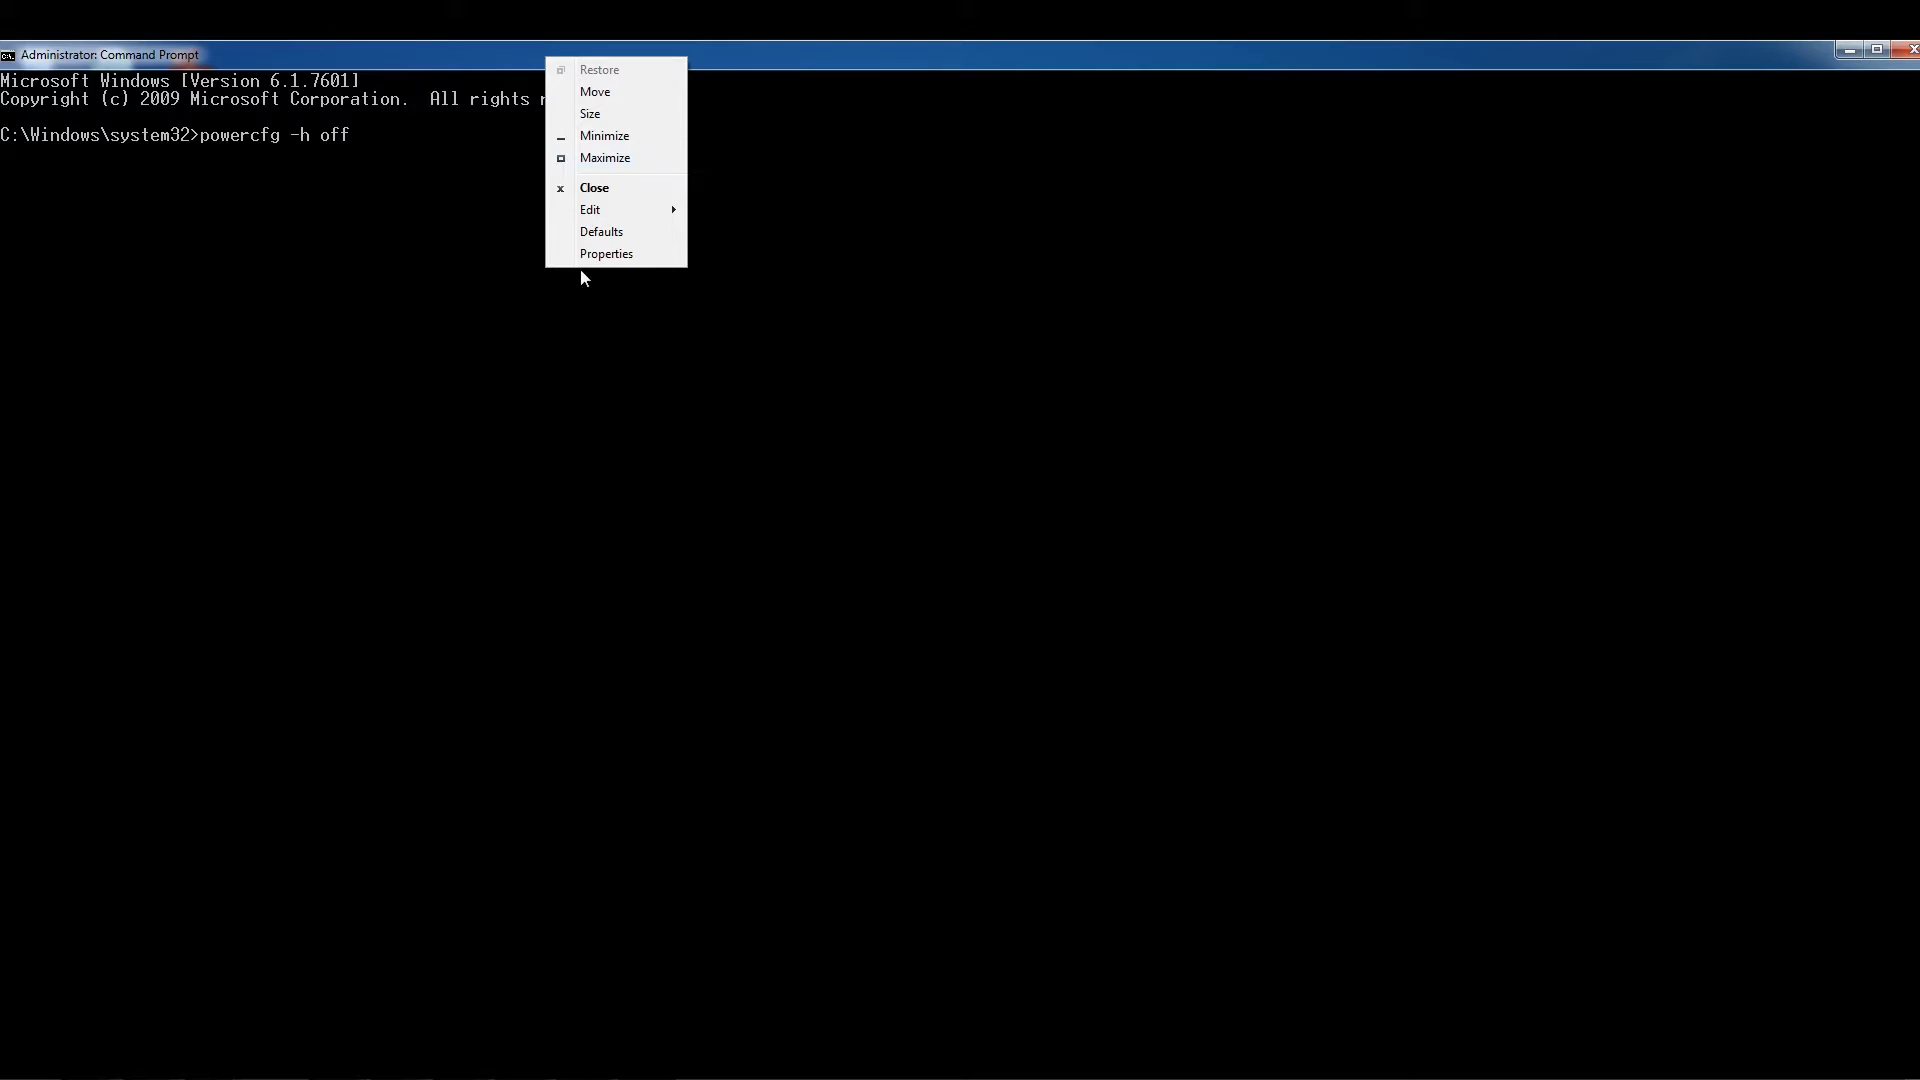 Administrator: Command Prompt
Microsoft Windows [Version 6.1.7601]
Copyright (c) 2009 Microsoft Corporation.  All rights
C:\Windows\system32>powercfg -h off
Restore
Move
Size
Minimize
Maximize
Close
Edit
Defaults
Properties